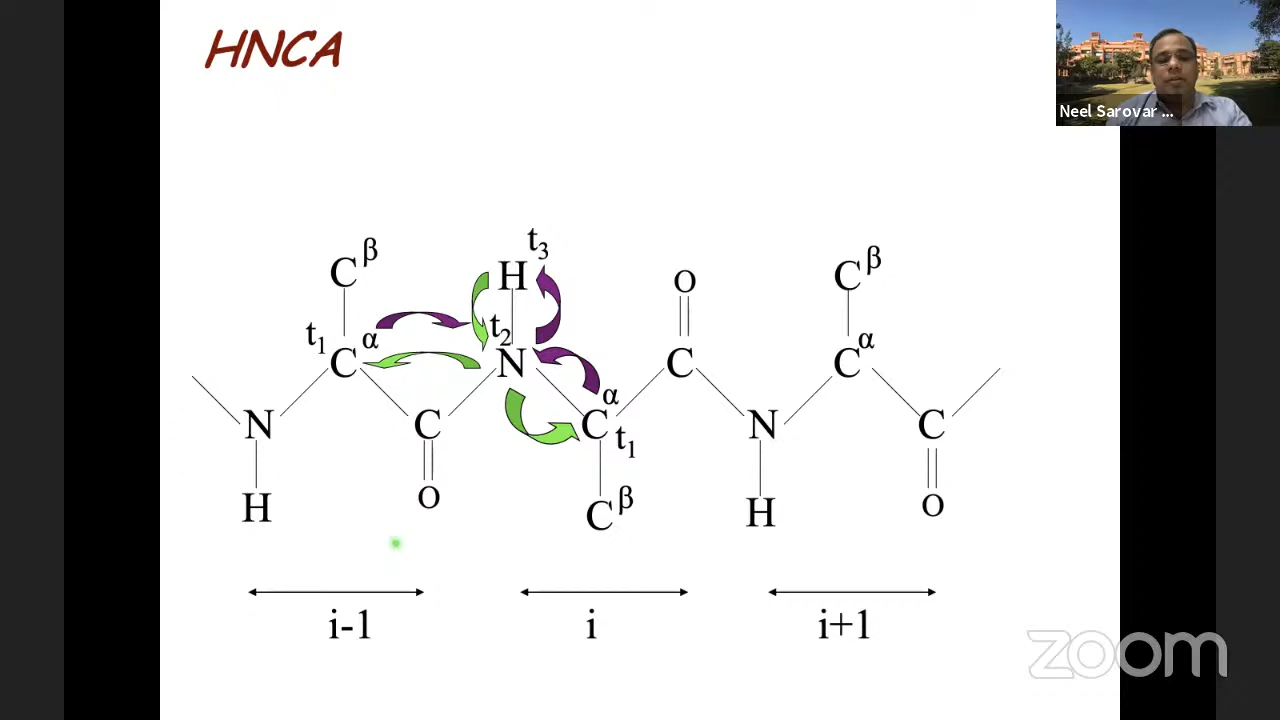 HNCA
Neel Sarovar ...
t3
C β
H
O
C β
t1 C α
t2
N
C
C α
N
C
C α
t1
N
C
H
O
C β
H
O
i-1
i
i+1
zoom